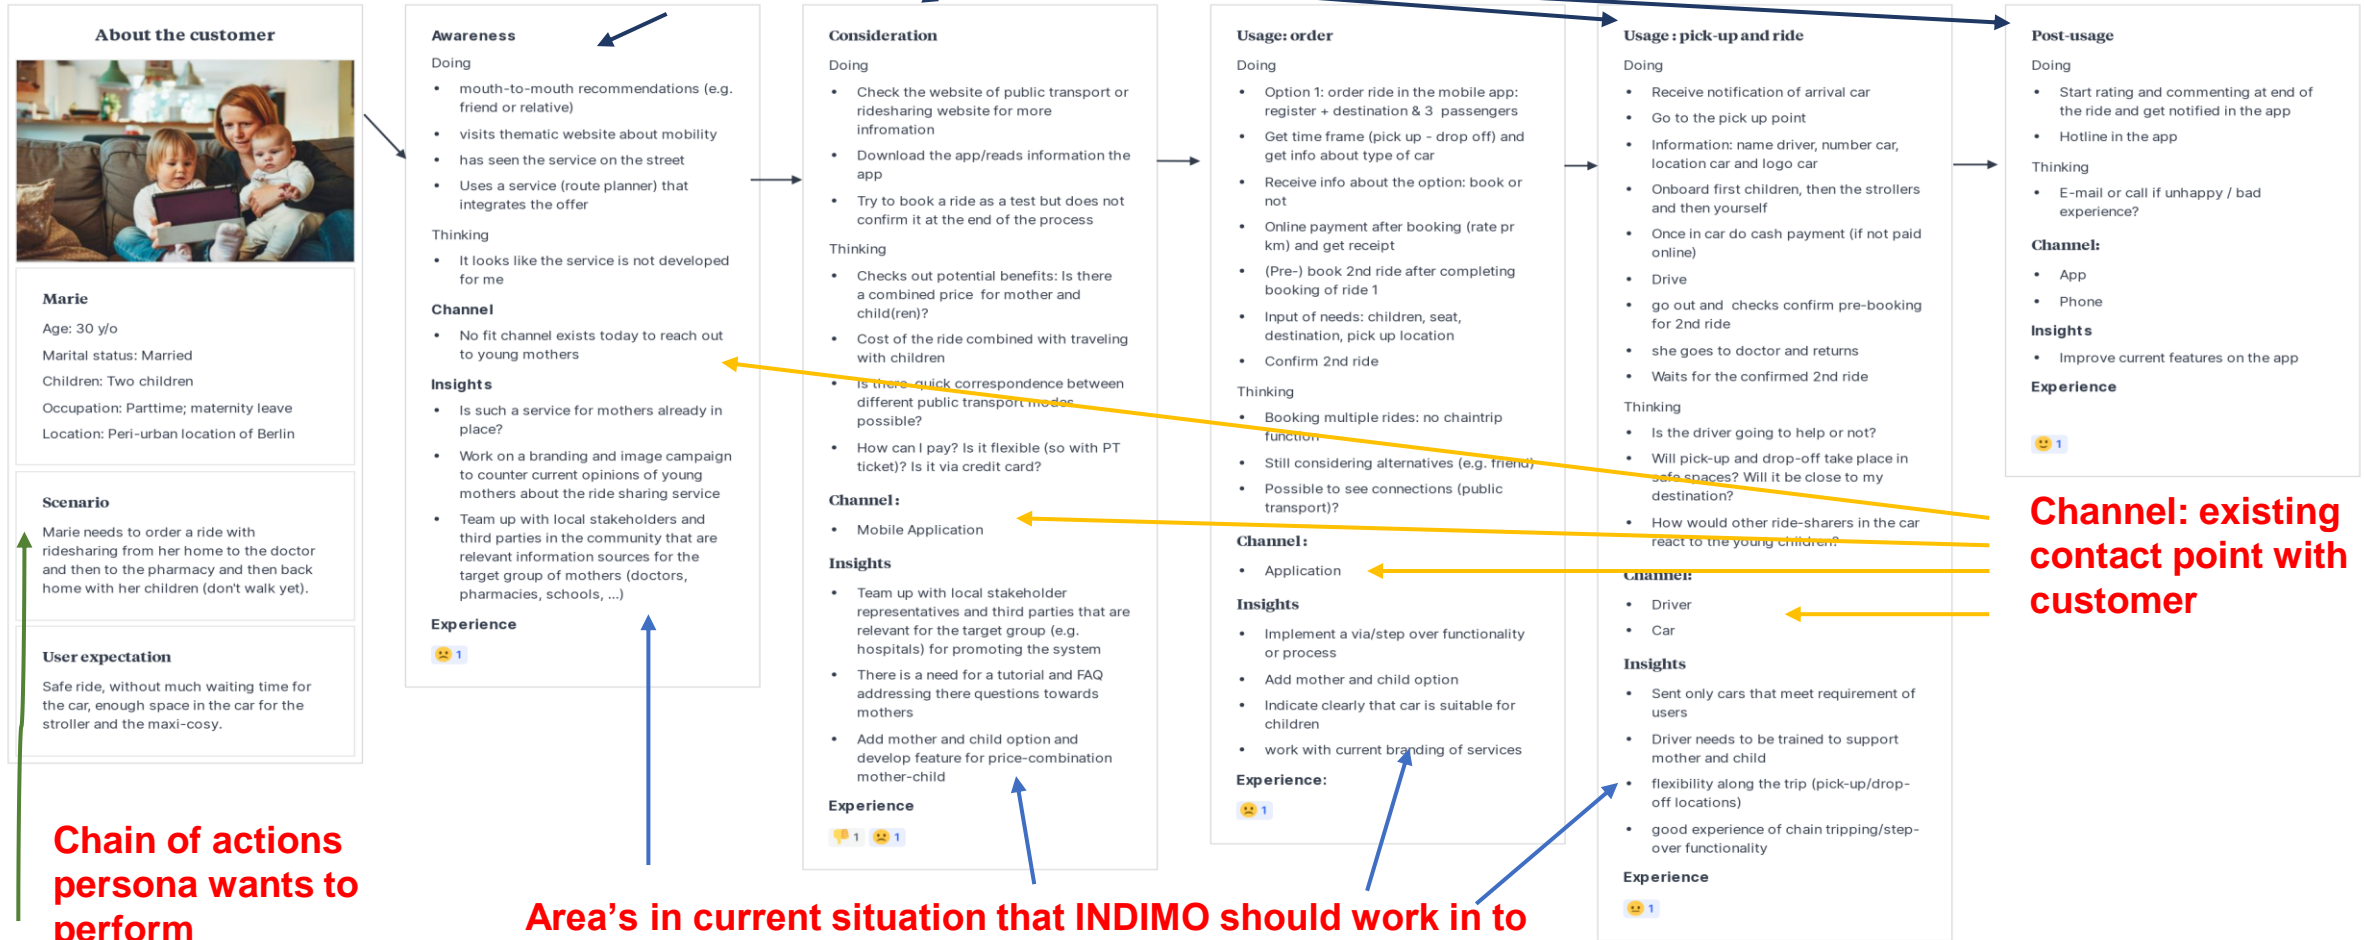 About the customer
Marie
Age: 30 y/o
Marital status: Married
Children: Two children
Occupation: Parttime; maternity leave
Location: Peri-urban location of Berlin
Scenario
Marie needs to order a ride with
ridesharing from her home to the doctor
and then to the pharmacy and then back
home with her children (don't walk yet).
User expectation
Safe ride, without much waiting time for
the car, enough space in the car for the
stroller and the maxi-cosy.
Chain of actions
persona wants to
perform
Awareness
Doing
• mouth-to-mouth recommendations (e.g.
friend or relative)
• visits thematic website about mobility
• has seen the service on the street
• Uses a service (route planner) that
integrates the offer
Thinking
• It looks like the service is not developed
for me
Channel
• No fit channel exists today to reach out
to young mothers
Insights
• Is such a service for mothers already in
place?
• Work on a branding and image campaign
to counter current opinions of young
mothers about the ride sharing service
• Team up with local stakeholders and
third parties in the community that are
relevant information sources for the
target group of mothers (doctors,
pharmacies, schools, ...)
Experience
1
Consideration
Doing
• Check the website of public transport or
ridesharing website for more
infromation
• Download the app/reads information the
app
• Try to book a ride as a test but does not
confirm it at the end of the process
Thinking
• Checks out potential benefits: Is there
a combined price for mother and
child(ren)?
• Cost of the ride combined with traveling
with children
• Is there quick correspondence between
different public transport modes
possible?
• How can I pay? Is it flexible (so with PT
ticket)? Is it via credit card?
Channel:
• Mobile Application
Insights
• Team up with local stakeholder
representatives and third parties that are
relevant for the target group (e.g.
hospitals) for promoting the system
• There is a need for a tutorial and FAQ
addressing there questions towards
mothers
• Add mother and child option and
develop feature for price-combination
mother-child
Experience
1 1
Usage: order
Doing
• Option 1: order ride in the mobile app:
register + destination & 3 passengers
• Get time frame (pick up - drop off) and
get info about type of car
• Receive info about the option: book or
not
• Online payment after booking (rate pr
km) and get receipt
• (Pre-) book 2nd ride after completing
booking of ride 1
• Input of needs: children, seat,
destination, pick up location
• Confirm 2nd ride
Thinking
• Booking multiple rides: no chaintrip
function
• Still considering alternatives (e.g. friend)
• Possible to see connections (public
transport)?
Channel:
• Application
Insights
• Implement a via/step over functionality
or process
• Add mother and child option
• Indicate clearly that car is suitable for
children
• work with current branding of services
Experience:
1
Usage : pick-up and ride
Doing
• Receive notification of arrival car
• Go to the pick up point
• Information: name driver, number car,
location car and logo car
• Onboard first children, then the strollers
and then yourself
• Once in car do cash payment (if not paid
online)
• Drive
• go out and checks confirm pre-booking
for 2nd ride
• she goes to doctor and returns
• Waits for the confirmed 2nd ride
Thinking
• Is the driver going to help or not?
• Will pick-up and drop-off take place in
safe spaces? Will it be close to my
destination?
• How would other ride-sharers in the car
react to the young children?
Channel:
• Driver
• Car
Insights
• Sent only cars that meet requirement of
users
• Driver needs to be trained to support
mother and child
• flexibility along the trip (pick-up/drop-
off locations)
• good experience of chain tripping/step-
over functionality
Experience
1
Post-usage
Doing
• Start rating and commenting at end of
the ride and get notified in the app
• Hotline in the app
Thinking
• E-mail or call if unhappy / bad
experience?
Channel:
• App
• Phone
Insights
• Improve current features on the app
Experience
1
Channel: existing
contact point with
customer
Area's in current situation that INDIMO should work in to